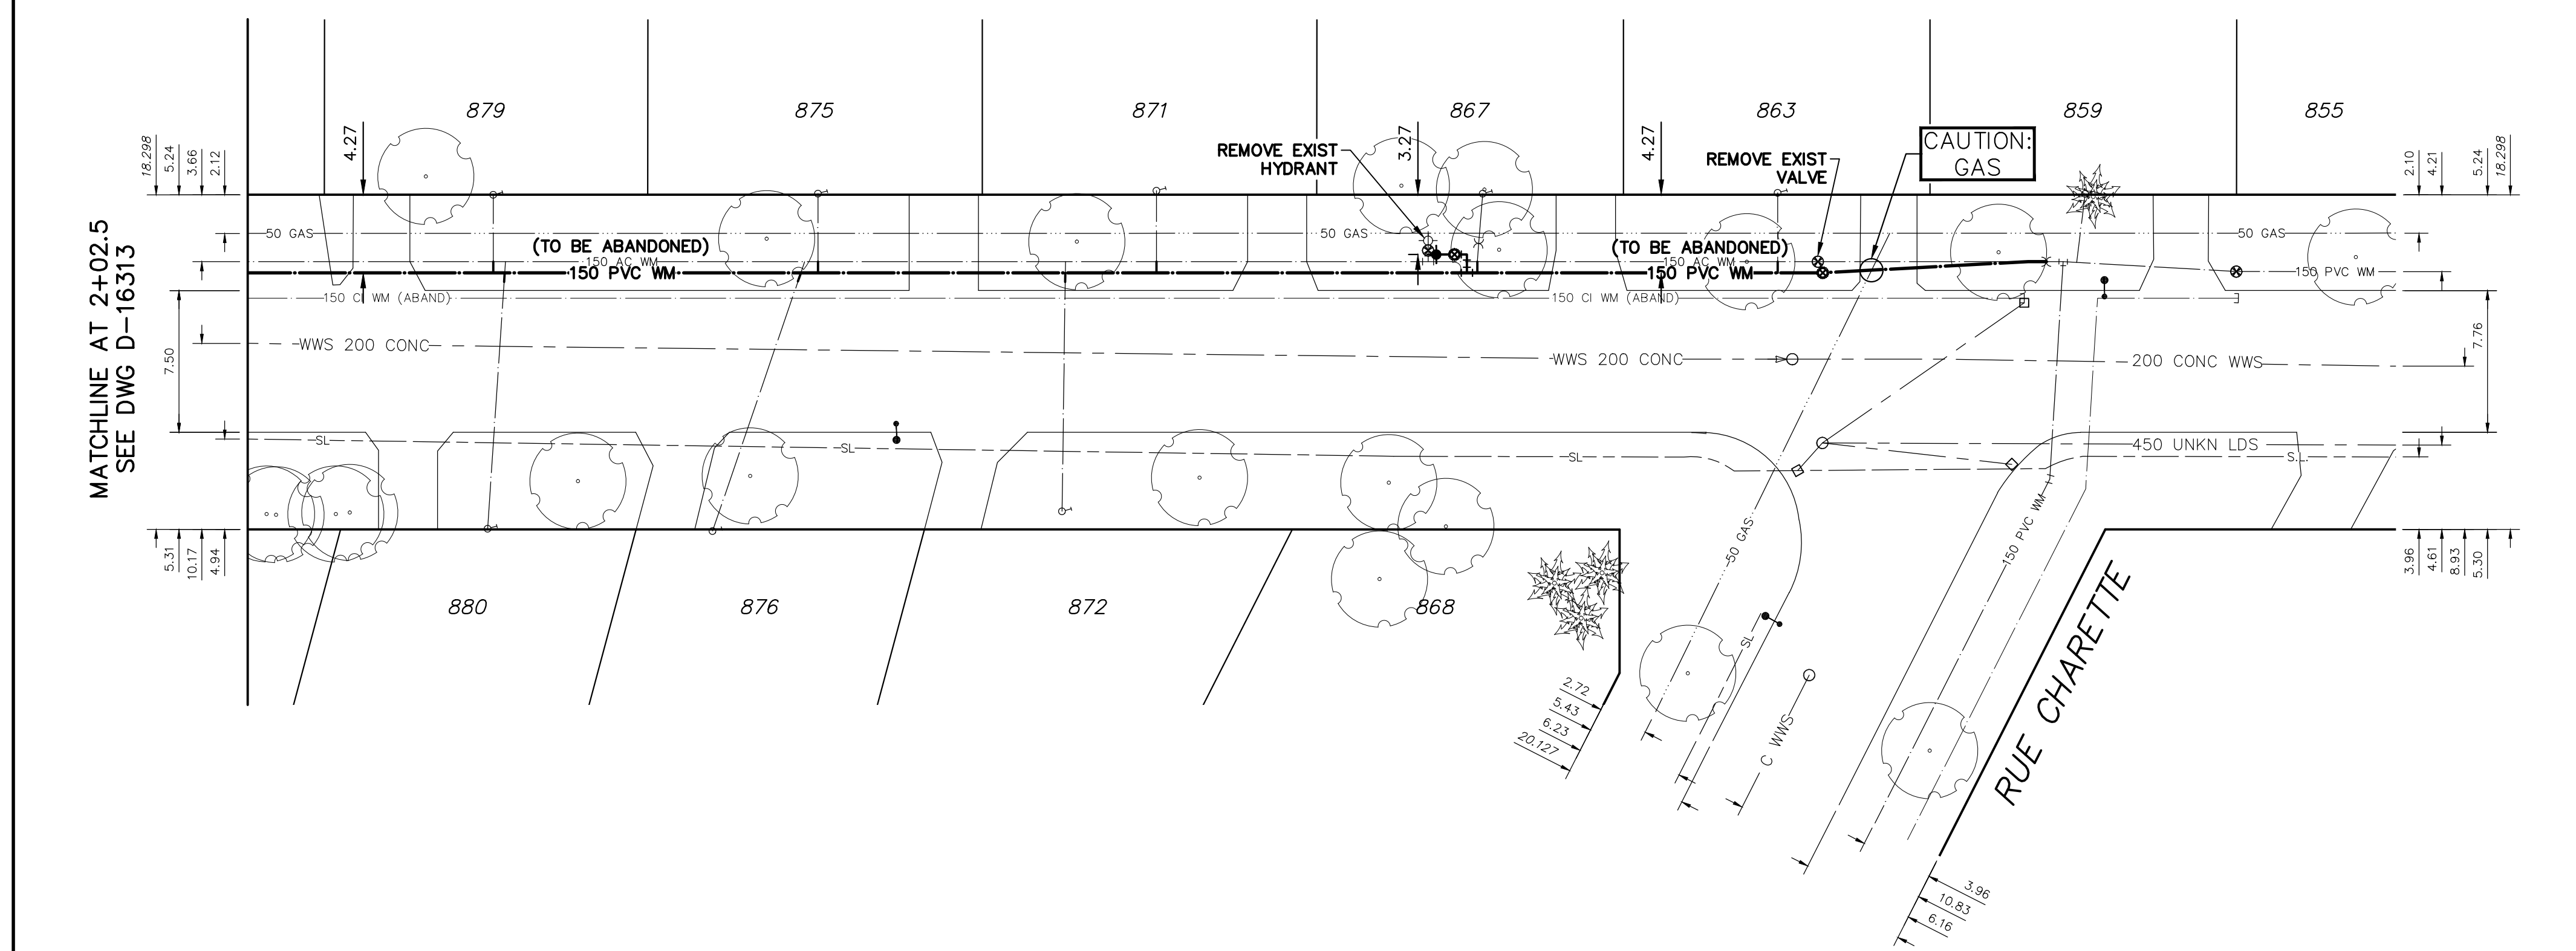 879
875
871
867
863
859
855
REMOVE EXIST
HYDRANT
REMOVE EXIST
VALVE
CAUTION:
GAS
18.298
5.24
3.66
2.12
4.27
3.27
4.27
2.10
4.21
5.24
18.298
MATCHLINE AT 2+02.5
SEE DWG D-16313
50 GAS
50 GAS
50 GAS
(TO BE ABANDONED)
(TO BE ABANDONED)
150 AC WM
150 AC WM
150 PVC WM
150 PVC WM
150 PVC WM
150 CI WM (ABAND)
150 CI WM (ABAND)
7.50
7.76
WWS 200 CONC
WWS 200 CONC
200 CONC WWS
SL
SL
SL
450 UNKN LDS
S.L.
5.31
10.17
4.94
3.96
4.61
8.93
5.30
880
876
872
868
50 GAS
150 PVC WM
SL
C WWS
RUE CHARETTE
2.72
5.43
6.23
20.127
3.96
10.83
6.16